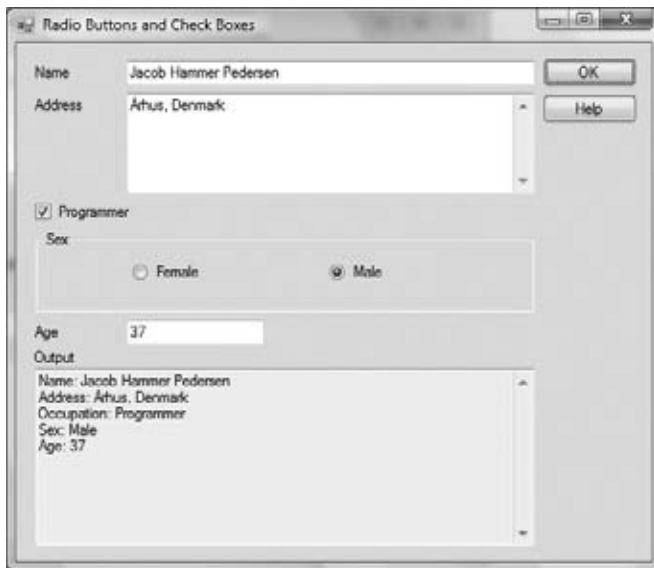 Radio Buttons and Check Boxes
Name Jacob Hammer Pedersen OK
Address Århus, Denmark Help
Programmer
Sex
Female Male
Age 37
Output
Name: Jacob Hammer Pedersen
Address: Århus, Denmark
Occupation: Programmer
Sex: Male
Age: 37